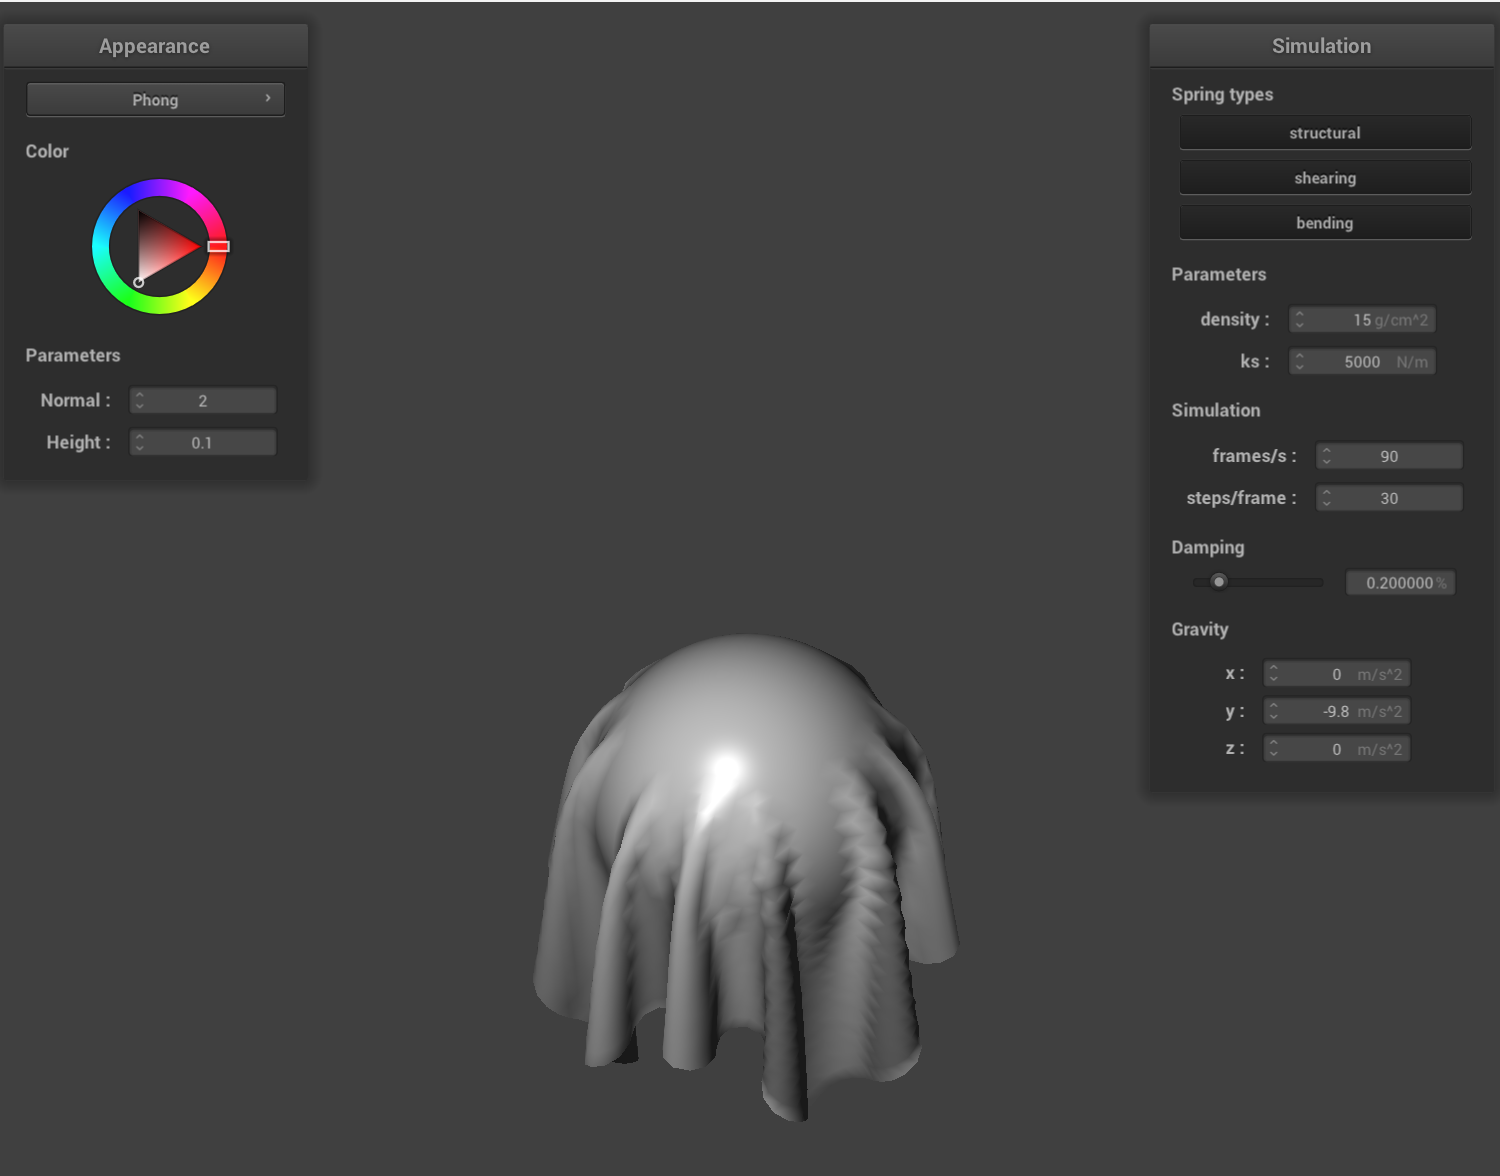 Appearance
Phong
Color
Parameters
Normal : 2
Height : 0.1
Simulation
Spring types
structural
shearing
bending
Parameters
density : 15 g/cm^2
ks : 5000 N/m
Simulation
frames/s : 90
steps/frame : 30
Damping
0.200000 %
Gravity
x : 0 m/s^2
y : -9.8 m/s^2
z : 0 m/s^2